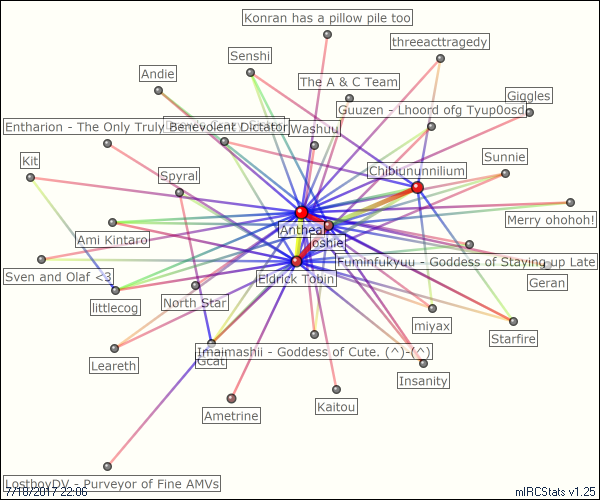 Konran has a pillow pile too
threeacttragedy
Senshi
Andie
The A & C Team
Giggles
Guuzen - Lhoord ofg Tyup0osd
Entharion - The Only Truly Benevolent Dictator
Washuu
Kit
Chibiununnilium
Sunnie
Spyral
Merry ohohoh!
Anthea
Ami Kintaro
Joshie
Fuminfukyuu - Goddess of Staying up Late
Sven and Olaf <3
Eldrick Tobin
Geran
littlecog
North Star
miyax
Starfire
Imaimashii - Goddess of Cute. (^)-(^)
Gcat
Leareth
Insanity
Ametrine
Kaitou
LostboyDV - Purveyor of Fine AMVs
7/18/2017 22:06
mIRCStats v1.25